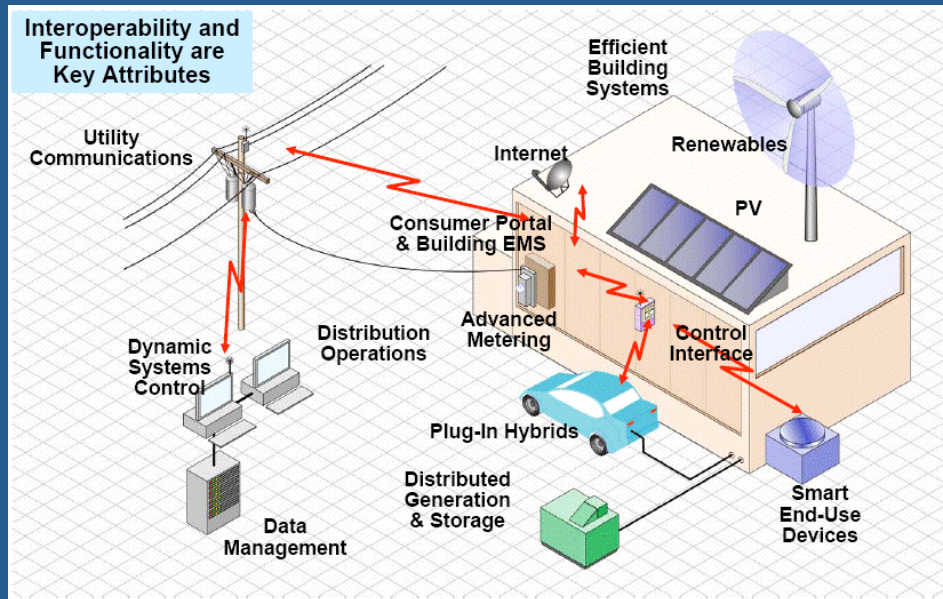 Interoperability and
Functionality are
Key Attributes
Efficient
Building
Systems
Utility
Communications
Internet
Renewables
PV
Consumer Portal
& Building EMS
Advanced
Metering
Control
Interface
Dynamic
Systems
Control
Distribution
Operations
Plug-In Hybrids
Distributed
Generation
& Storage
Smart
End-Use
Devices
Data
Management